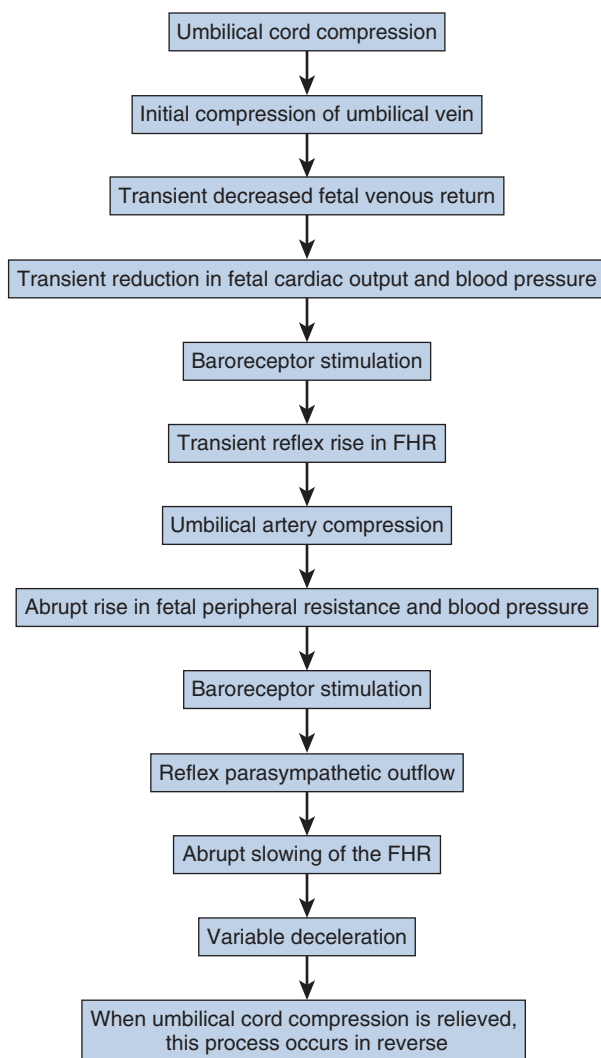 Umbilical cord compression
Initial compression of umbilical vein
Transient decreased fetal venous return
Transient reduction in fetal cardiac output and blood pressure
Baroreceptor stimulation
Transient reflex rise in FHR
Umbilical artery compression
Abrupt rise in fetal peripheral resistance and blood pressure
Baroreceptor stimulation
Reflex parasympathetic outflow
Abrupt slowing of the FHR
Variable deceleration
When umbilical cord compression is relieved,
this process occurs in reverse